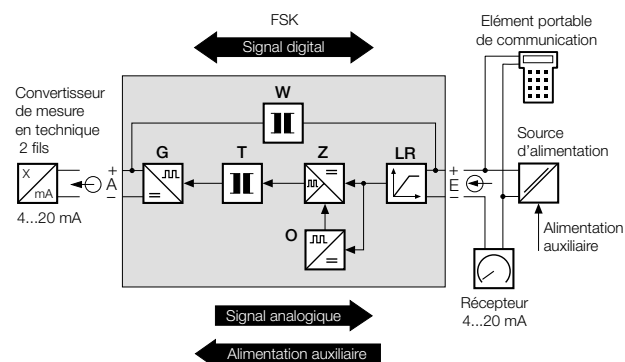 FSK
Signal digital
Elément portable
de communication
Convertisseur
de mesure
en technique
2 fils
W
G
T
Z
LR
Source
d'alimentation
X
mA
+
A
−
+
E
−
4...20 mA
O
Alimentation
auxiliaire
Signal analogique
Récepteur
4...20 mA
Alimentation auxiliaire